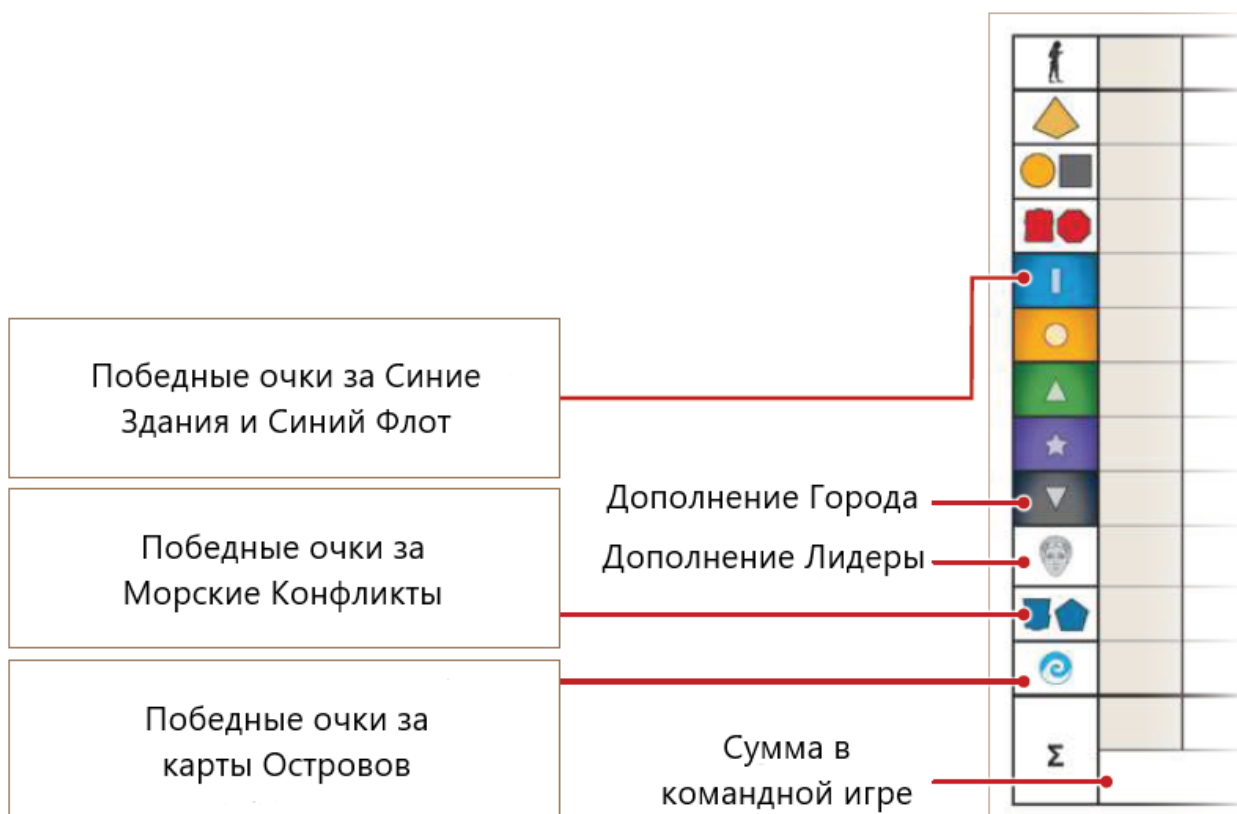 Победные очки за Синие
Здания и Синий Флот
Дополнение Города
Победные очки за
Морские Конфликты
Дополнение Лидеры
Победные очки за
карты Островов
Сумма в
командной игре
Σ